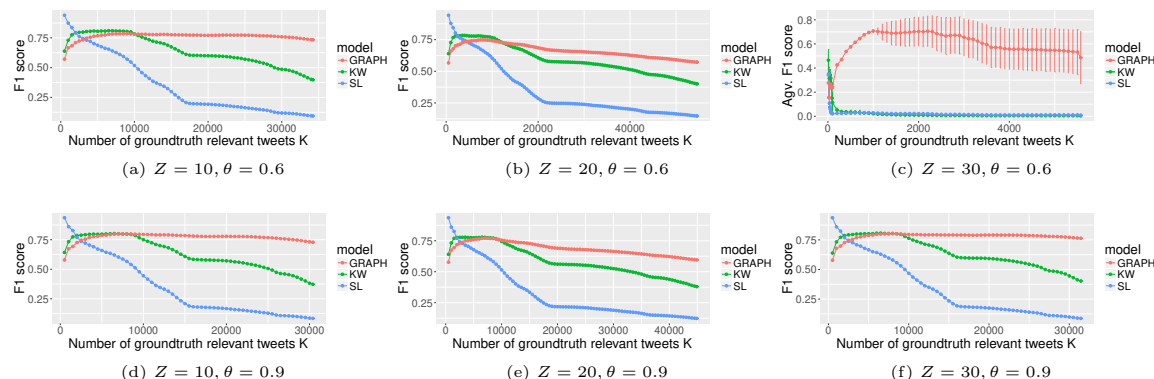 0.75
0.50
0.25
F1 score
0 10000 20000 30000
Number of groundtruth relevant tweets K
model
GRAPH
KW
SL
(a) Z = 10, θ = 0.6
0.75
0.50
0.25
F1 score
0 20000 40000
Number of groundtruth relevant tweets K
model
GRAPH
KW
SL
(b) Z = 20, θ = 0.6
0.8
0.6
0.4
0.2
0.0
Agv. F1 score
0 2000 4000
Number of groundtruth relevant tweets K
model
GRAPH
KW
SL
(c) Z = 30, θ = 0.6
0.75
0.50
0.25
F1 score
0 10000 20000 30000
Number of groundtruth relevant tweets K
model
GRAPH
KW
SL
(d) Z = 10, θ = 0.9
0.75
0.50
0.25
F1 score
0 10000 20000 30000 40000
Number of groundtruth relevant tweets K
model
GRAPH
KW
SL
(e) Z = 20, θ = 0.9
0.75
0.50
0.25
F1 score
0 10000 20000 30000
Number of groundtruth relevant tweets K
model
GRAPH
KW
SL
(f) Z = 30, θ = 0.9